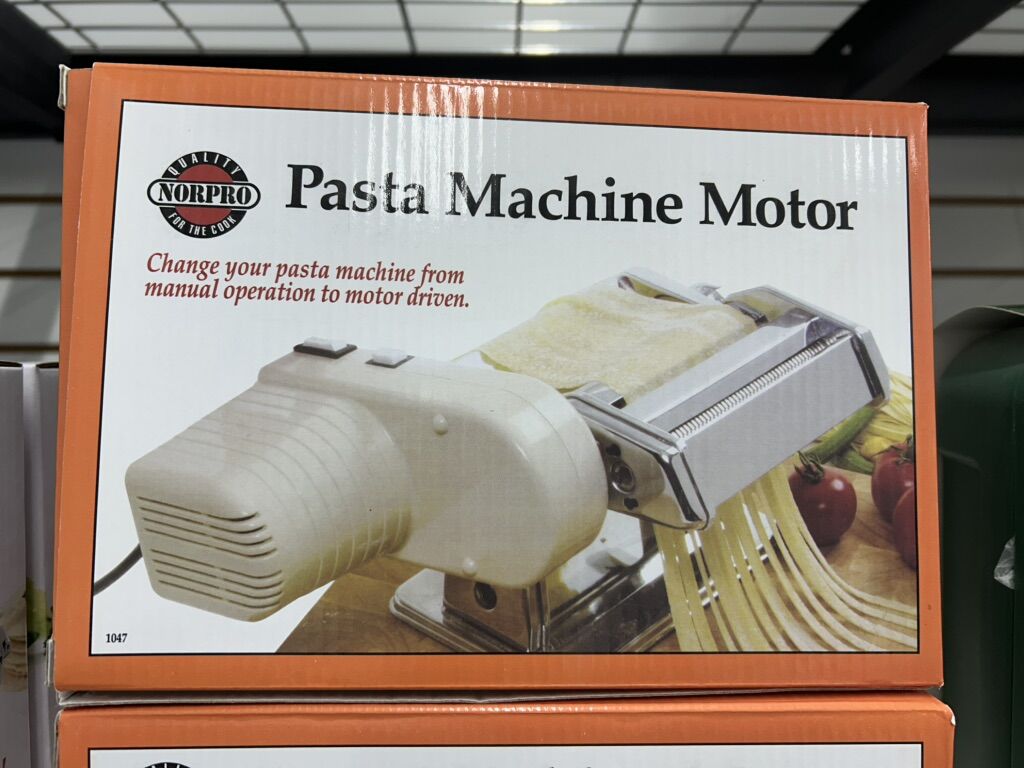 QUALITY
NORPRO
FOR THE COOK
Pasta Machine Motor
Change your pasta machine from
manual operation to motor driven.
1047